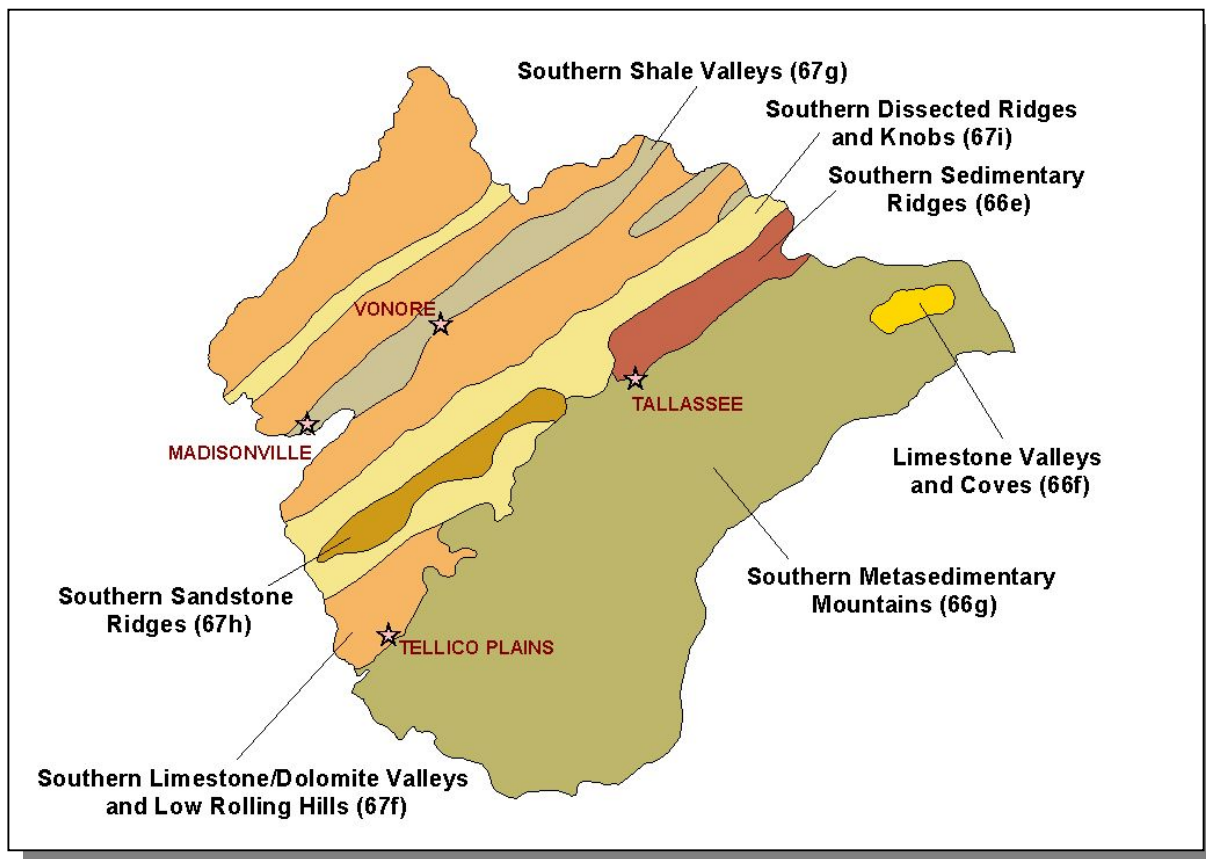 Southern Shale Valleys (67g)
Southern Dissected Ridges
and Knobs (67i)
Southern Sedimentary
Ridges (66e)
VONORE
TALLASSEE
MADISONVILLE
Limestone Valleys
and Coves (66f)
Southern Metasedimentary
Mountains (66g)
Southern Sandstone
Ridges (67h)
TELLICO PLAINS
Southern Limestone/Dolomite Valleys
and Low Rolling Hills (67f)